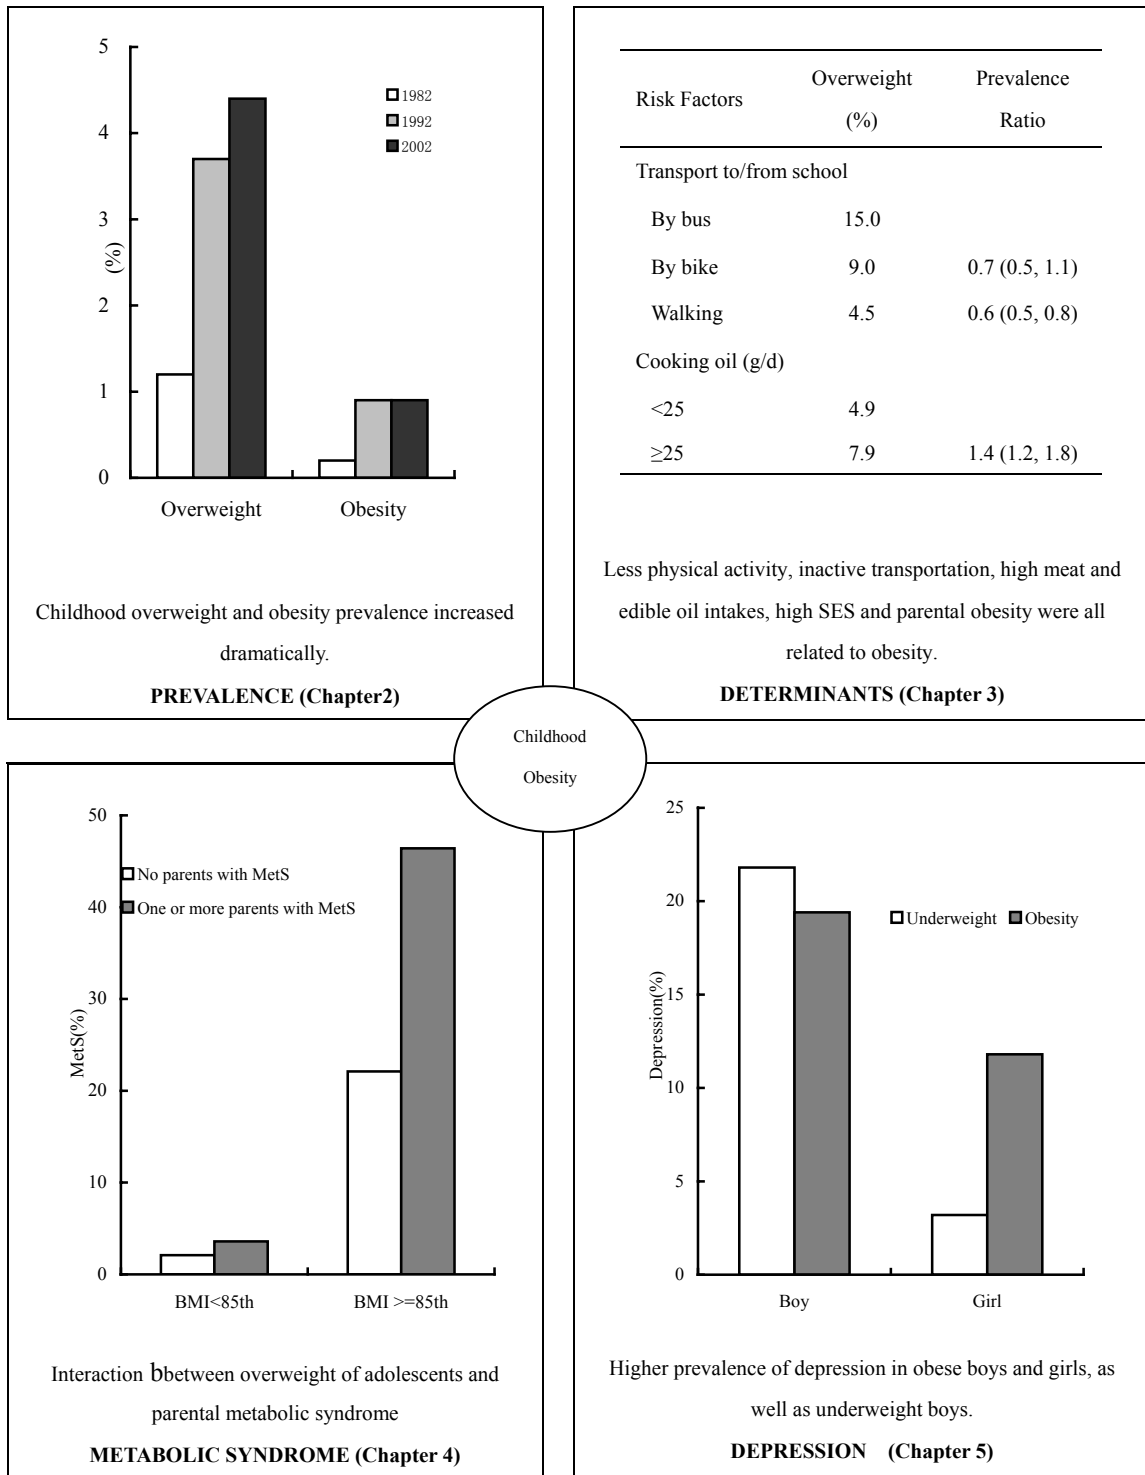 5
4
3
2
1
0
(%)
1982
1992
2002
Overweight Obesity
Childhood overweight and obesity prevalence increased
dramatically.
PREVALENCE (Chapter2)
Risk Factors Overweight (%) Prevalence Ratio
Transport to/from school
By bus 15.0
By bike 9.0 0.7 (0.5, 1.1)
Walking 4.5 0.6 (0.5, 0.8)
Cooking oil (g/d)
<25 4.9
≥25 7.9 1.4 (1.2, 1.8)
Less physical activity, inactive transportation, high meat and
edible oil intakes, high SES and parental obesity were all
related to obesity.
DETERMINANTS (Chapter 3)
Childhood
Obesity
50
40
30
20
10
0
MetS(%)
No parents with MetS
One or more parents with MetS
BMI<85th BMI >=85th
Interaction bbetween overweight of adolescents and
parental metabolic syndrome
METABOLIC SYNDROME (Chapter 4)
25
20
15
10
5
0
Depression(%)
Underweight Obesity
Boy Girl
Higher prevalence of depression in obese boys and girls, as
well as underweight boys.
DEPRESSION (Chapter 5)